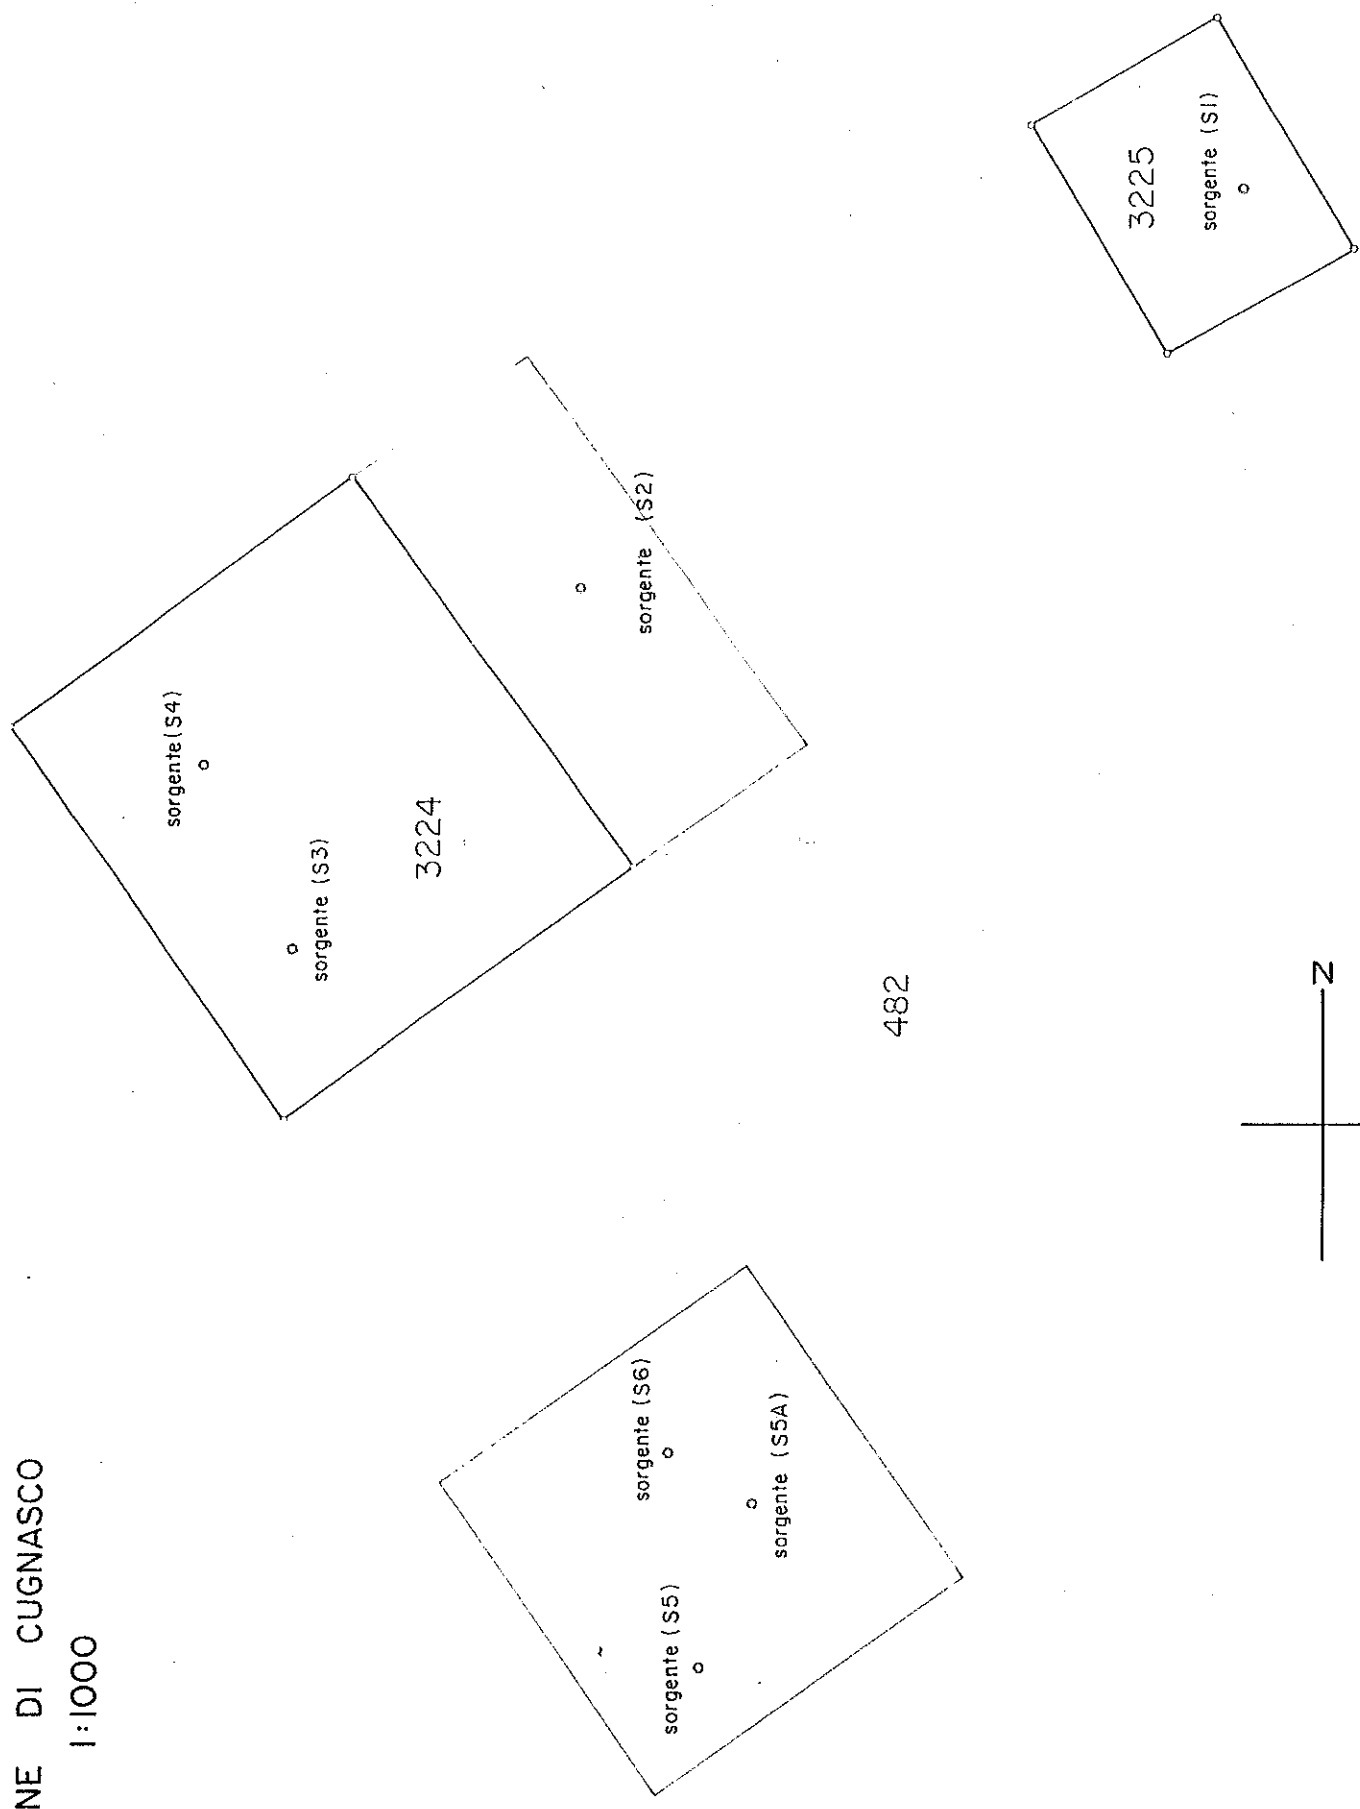 NE DI CUGNASCO
1:1000
sorgente (S4)
sorgente (S3)
3224
sorgente (S2)
3225
sorgente (S1)
482
sorgente (S6)
sorgente (S5)
sorgente (S5A)
N